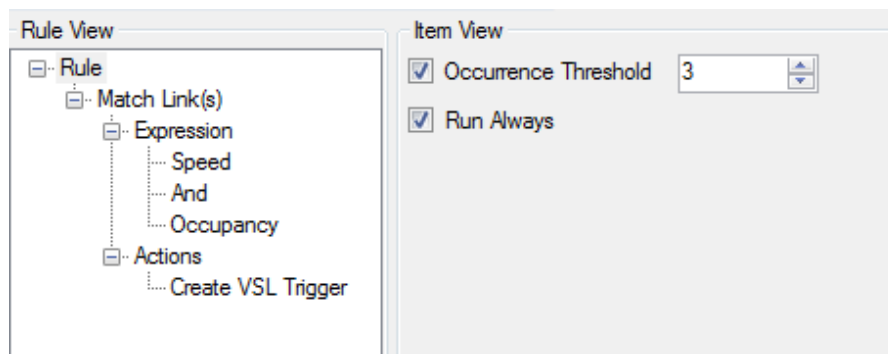 Rule View
Rule
Match Link(s)
Expression
Speed
And
Occupancy
Actions
Create VSL Trigger
Item View
Occurrence Threshold 3
Run Always